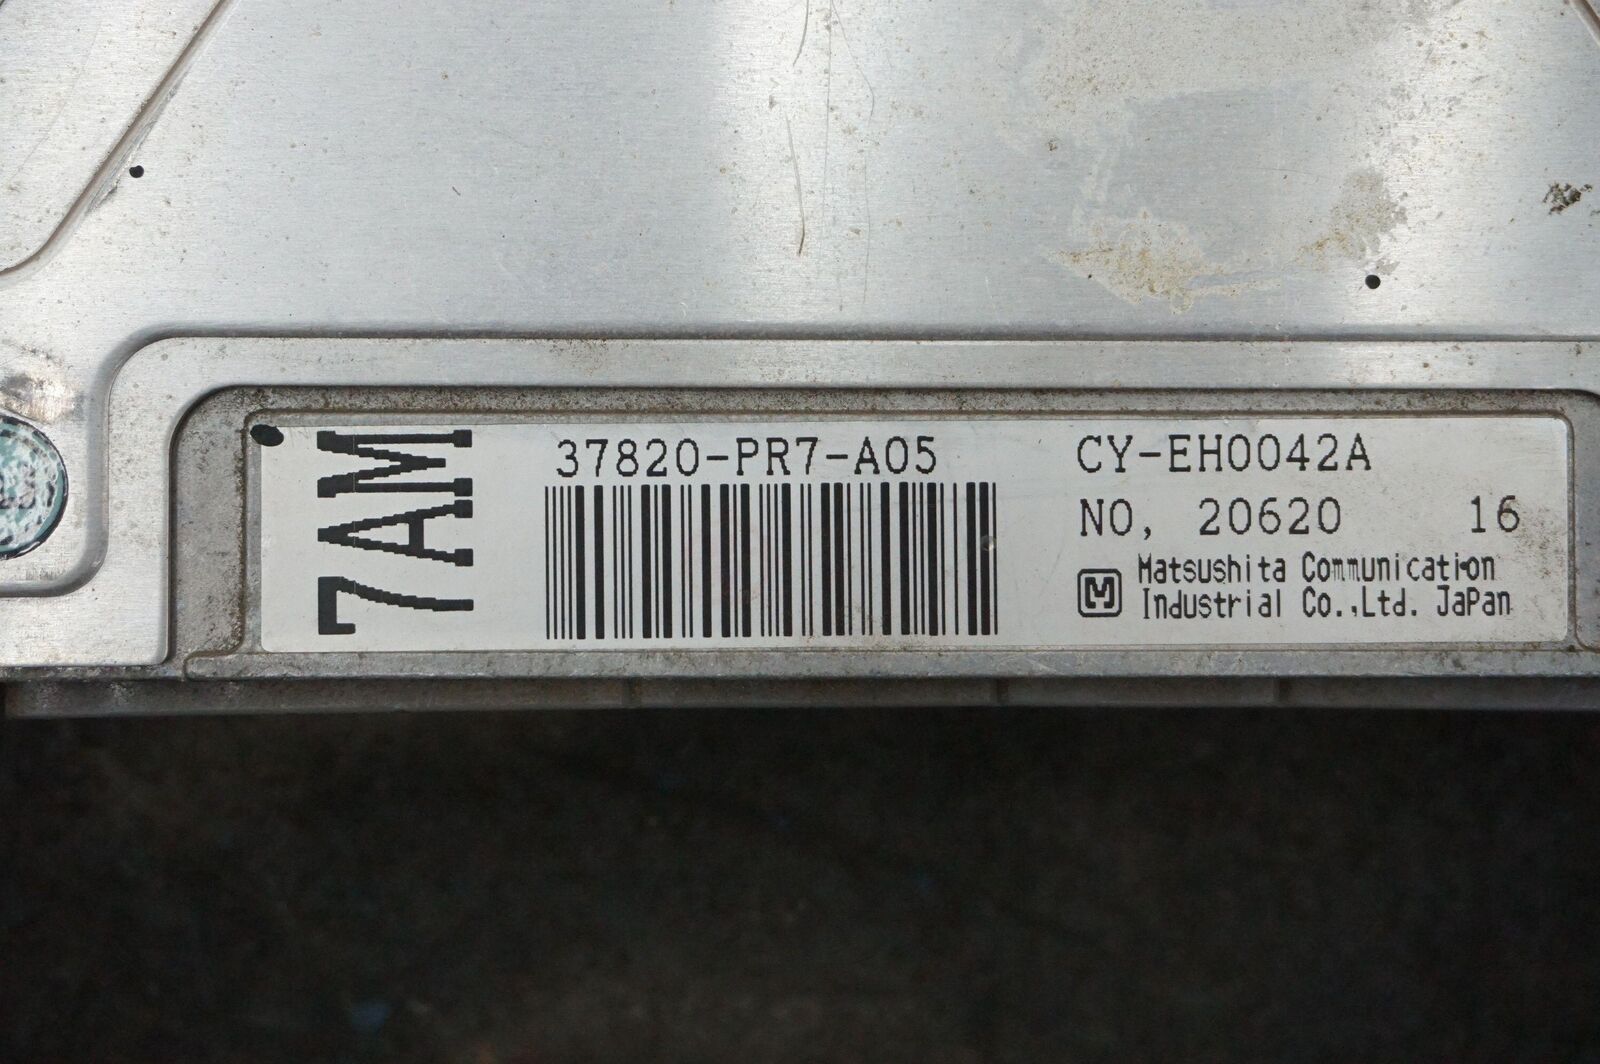 7AM
37820-PR7-A05
CY-EH0042A
NO, 20620 16
M Matsushita Communication
Industrial Co.,Ltd. JaPan